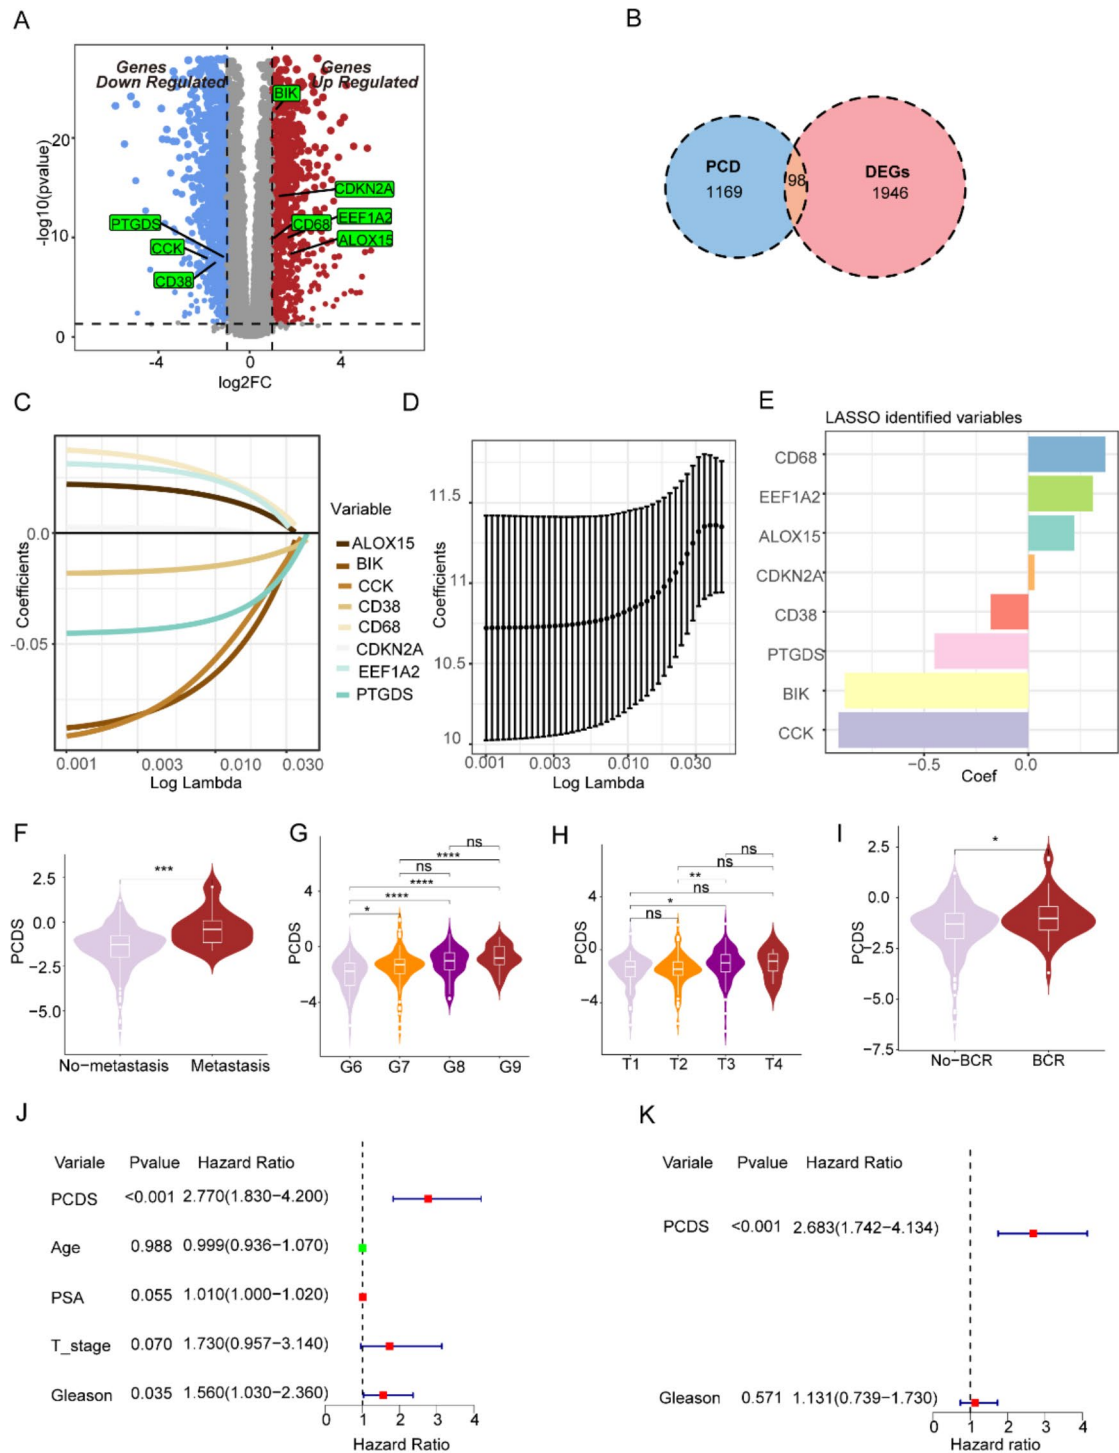 A
Genes
Down Regulated
Genes
Up Regulated
BIK
CDKN2A
EEF1A2
CD68
ALOX15
PTGDS
CCK
CD38
20
10
0
-log10(pvalue)
-4
0
4
log2FC
B
PCD
1169
98
DEGs
1946
C
0.0
-0.05
Coefficients
0.001
0.003
0.010
0.030
Log Lambda
Variable
ALOX15
BIK
CCK
CD38
CD68
CDKN2A
EEF1A2
PTGDS
D
11.5
11
10.5
10
Coefficients
0.001
0.003
0.010
0.030
Log Lambda
E
LASSO identified variables
CD68
EEF1A2
ALOX15
CDKN2A
CD38
PTGDS
BIK
CCK
−0.5
0.0
Coef
F
***
2.5
−0.0
−2.5
−5.0
PCDS
No−metastasis
Metastasis
G
ns
****
ns
****
****
*
4
0
−4
PCDS
G6
G7
G8
G9
H
ns
ns
**
ns
*
ns
4
0
−4
PCDS
T1
T2
T3
T4
I
*
2.5
0.0
−2.5
−5.0
−7.5
PCDS
No−BCR
BCR
J
Variale Pvalue Hazard Ratio
PCDS <0.001 2.770(1.830−4.200)
Age 0.988 0.999(0.936−1.070)
PSA 0.055 1.010(1.000−1.020)
T_stage 0.070 1.730(0.957−3.140)
Gleason 0.035 1.560(1.030−2.360)
0 1 2 3 4
Hazard Ratio
K
Variale Pvalue Hazard Ratio
PCDS <0.001 2.683(1.742−4.134)
Gleason 0.571 1.131(0.739−1.730)
0 1 2 3 4
Hazard ratio